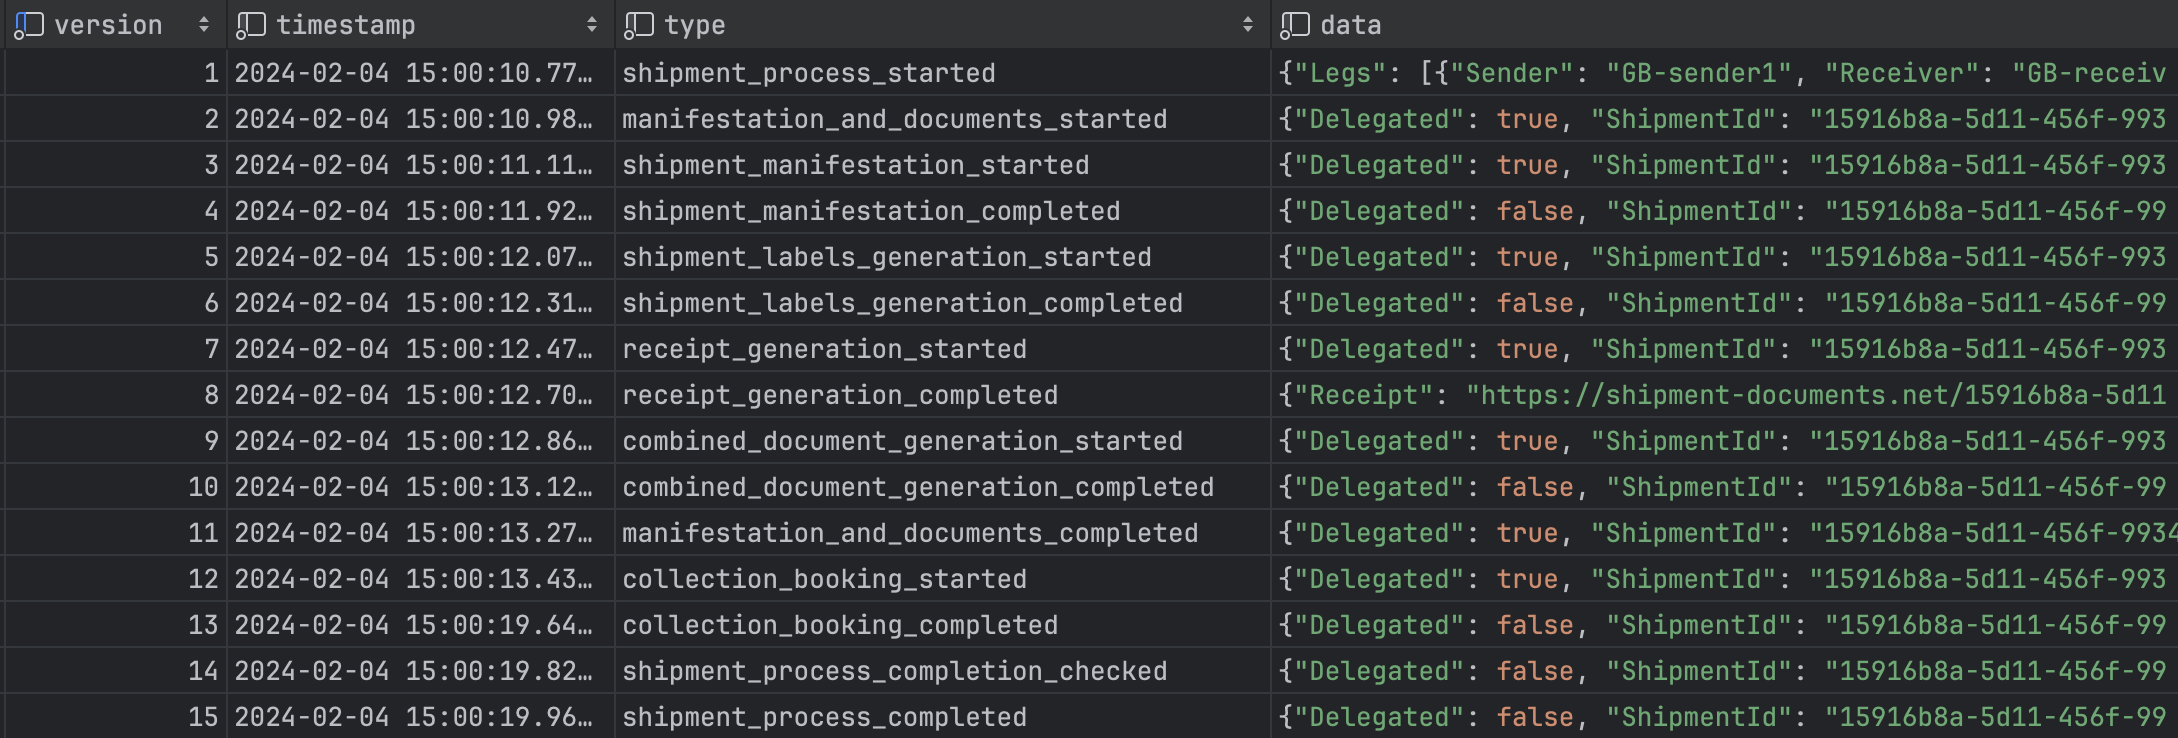 version timestamp type data
1 2024-02-04 15:00:10.77… shipment_process_started {"Legs": [{"Sender": "GB-sender1", "Receiver": "GB-receiv
2 2024-02-04 15:00:10.98… manifestation_and_documents_started {"Delegated": true, "ShipmentId": "15916b8a-5d11-456f-993
3 2024-02-04 15:00:11.11… shipment_manifestation_started {"Delegated": true, "ShipmentId": "15916b8a-5d11-456f-993
4 2024-02-04 15:00:11.92… shipment_manifestation_completed {"Delegated": false, "ShipmentId": "15916b8a-5d11-456f-99
5 2024-02-04 15:00:12.07… shipment_labels_generation_started {"Delegated": true, "ShipmentId": "15916b8a-5d11-456f-993
6 2024-02-04 15:00:12.31… shipment_labels_generation_completed {"Delegated": false, "ShipmentId": "15916b8a-5d11-456f-99
7 2024-02-04 15:00:12.47… receipt_generation_started {"Delegated": true, "ShipmentId": "15916b8a-5d11-456f-993
8 2024-02-04 15:00:12.70… receipt_generation_completed {"Receipt": "https://shipment-documents.net/15916b8a-5d11
9 2024-02-04 15:00:12.86… combined_document_generation_started {"Delegated": true, "ShipmentId": "15916b8a-5d11-456f-993
10 2024-02-04 15:00:13.12… combined_document_generation_completed {"Delegated": false, "ShipmentId": "15916b8a-5d11-456f-99
11 2024-02-04 15:00:13.27… manifestation_and_documents_completed {"Delegated": true, "ShipmentId": "15916b8a-5d11-456f-9934
12 2024-02-04 15:00:13.43… collection_booking_started {"Delegated": true, "ShipmentId": "15916b8a-5d11-456f-993
13 2024-02-04 15:00:19.64… collection_booking_completed {"Delegated": false, "ShipmentId": "15916b8a-5d11-456f-99
14 2024-02-04 15:00:19.82… shipment_process_completion_checked {"Delegated": false, "ShipmentId": "15916b8a-5d11-456f-99
15 2024-02-04 15:00:19.96… shipment_process_completed {"Delegated": false, "ShipmentId": "15916b8a-5d11-456f-99